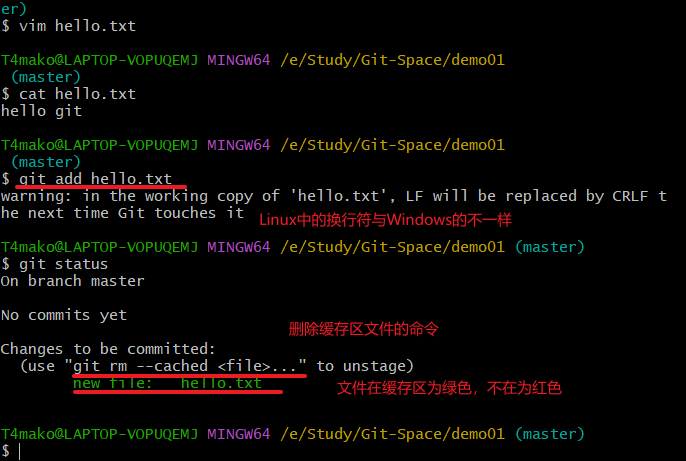 er)
$ vim hello.txt
T4mako@LAPTOP-VOPUQEMJ MINGW64 /e/Study/Git-Space/demo01
(master)
$ cat hello.txt
hello git
T4mako@LAPTOP-VOPUQEMJ MINGW64 /e/Study/Git-Space/demo01
(master)
$ git add hello.txt
warning: in the working copy of 'hello.txt', LF will be replaced by CRLF t
he next time Git touches it
Linux中的换行符与Windows的不一样
T4mako@LAPTOP-VOPUQEMJ MINGW64 /e/Study/Git-Space/demo01 (master)
$ git status
On branch master
No commits yet
删除缓存区文件的命令
Changes to be committed:
(use "git rm --cached <file>..." to unstage)
new file:   hello.txt
文件在缓存区为绿色，不在为红色
T4mako@LAPTOP-VOPUQEMJ MINGW64 /e/Study/Git-Space/demo01 (master)
$